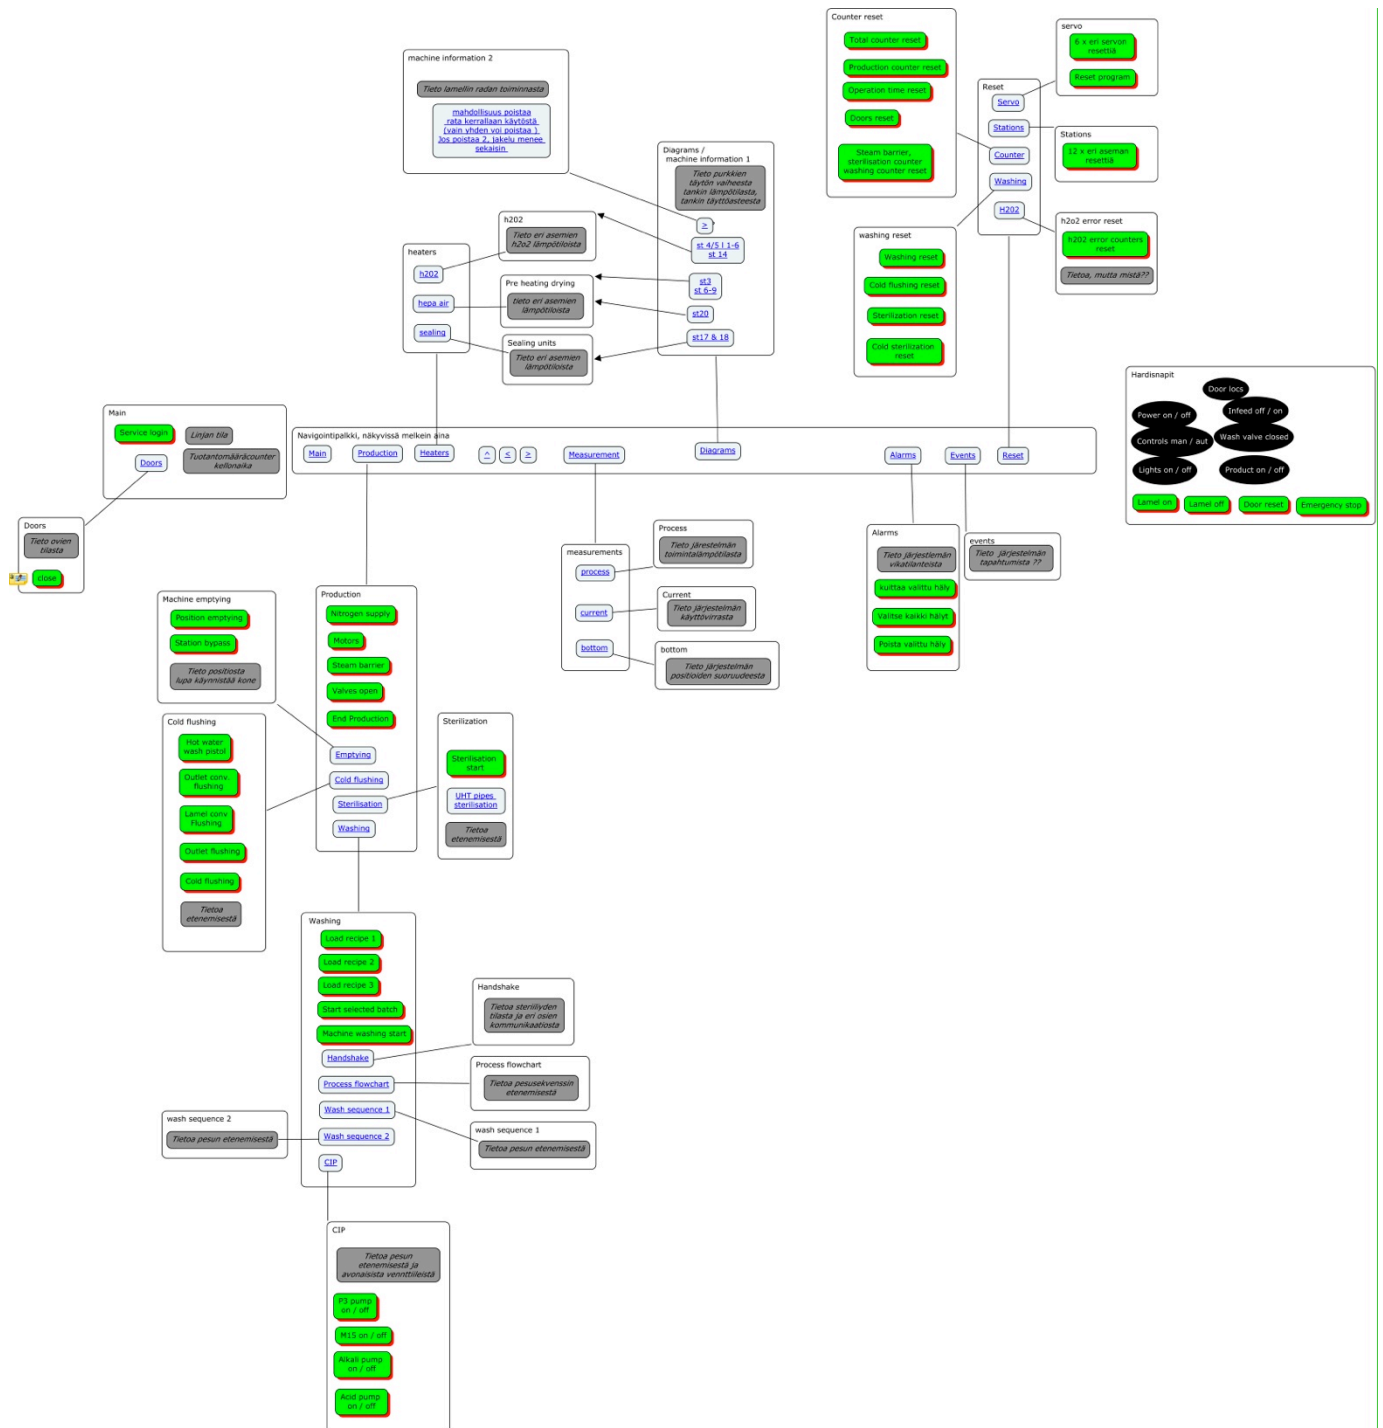 machine information 2
Tieto lamellin radan toiminnasta
mahdollisuus poistaa
rata kerrallaan käytöstä
(vain yhden voi poistaa )
Jos poistaa 2, jakelu menee
sekaisin
Diagrams /
machine information 1
Tieto purkkien
täytön vaiheesta
tankin lämpötilasta,
tankin täyttöasteesta
>
st 4/5 l 1-6
st 14
st3
st 6-9
st20
st17 & 18
h202
Tieto eri asemien
h2o2 lämpötiloista
Pre heating drying
tieto eri asemien
lämpötiloista
Sealing units
Tieto eri asemien
lämpötiloista
heaters
h202
hepa air
sealing
Counter reset
Total counter reset
Production counter reset
Operation time reset
Doors reset
Steam barrier,
sterilisation counter
washing counter reset
Reset
Servo
Stations
Counter
Washing
H202
servo
6 x eri servon
resettiä
Reset program
Stations
12 x eri aseman
resettiä
h2o2 error reset
h202 error counters
reset
Tietoa, mutta mistä??
washing reset
Washing reset
Cold flushing reset
Sterilization reset
Cold sterilization
reset
Hardisnapit
Door locs
Power on / off
Infeed off / on
Controls man / aut
Wash valve closed
Lights on / off
Product on / off
Lamel on
Lamel off
Door reset
Emergency stop
Main
Service login
Linjan tila
Doors
Tuotantomääräcounter
kellonaika
Navigointipalkki, näkyvissä melkein aina
Main
Production
Heaters
^
<
>
Measurement
Diagrams
Alarms
Events
Reset
Doors
Tieto ovien
tilasta
close
Machine emptying
Position emptying
Station bypass
Tieto positiosta
lupa käynnistää kone
Production
Nitrogen supply
Motors
Steam barrier
Valves open
End Production
Emptying
Cold flushing
Sterilisation
Washing
measurements
process
current
bottom
Process
Tieto järestelmän
toimintalämpötilasta
Current
Tieto järjestelmän
käyttövirrasta
bottom
Tieto järjestelmän
positioiden suoruudeesta
Alarms
Tieto järjestlemän
vikatilanteista
kuittaa valittu häly
Valitse kaikki hälyt
Poista valittu häly
events
Tieto järjestelmän
tapahtumista ??
Cold flushing
Hot water
wash pistol
Outlet conv.
flushing
Lamel conv
Flushing
Outlet flushing
Cold flushing
Tietoa
etenemisestä
Sterilization
Sterilisation
start
UHT pipes
sterilisation
Tietoa
etenemisestä
Washing
Load recipe 1
Load recipe 2
Load recipe 3
Start selected batch
Machine washing start
Handshake
Process flowchart
Wash sequence 1
Wash sequence 2
CIP
Handshake
Tietoa steriiliyden
tilasta ja eri osien
kommunikaatiosta
Process flowchart
Tietoa pesusekvenssin
etenemisestä
wash sequence 1
Tietoa pesun etenemisestä
wash sequence 2
Tietoa pesun etenemisestä
CIP
Tietoa pesun
etenemisestä ja
avonaisista vennttiileistä
P3 pump
on / off
M15 on / off
Alkali pump
on / off
Acid pump
on / off